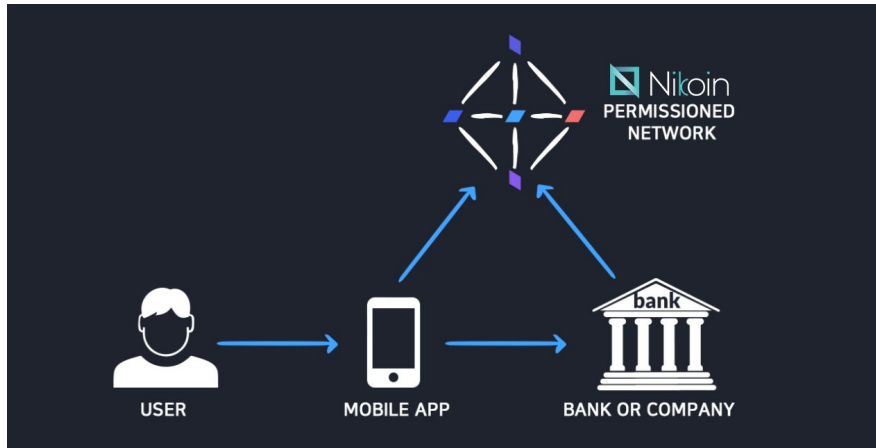 Nikoin
PERMISSIONED
NETWORK
bank
USER
MOBILE APP
BANK OR COMPANY